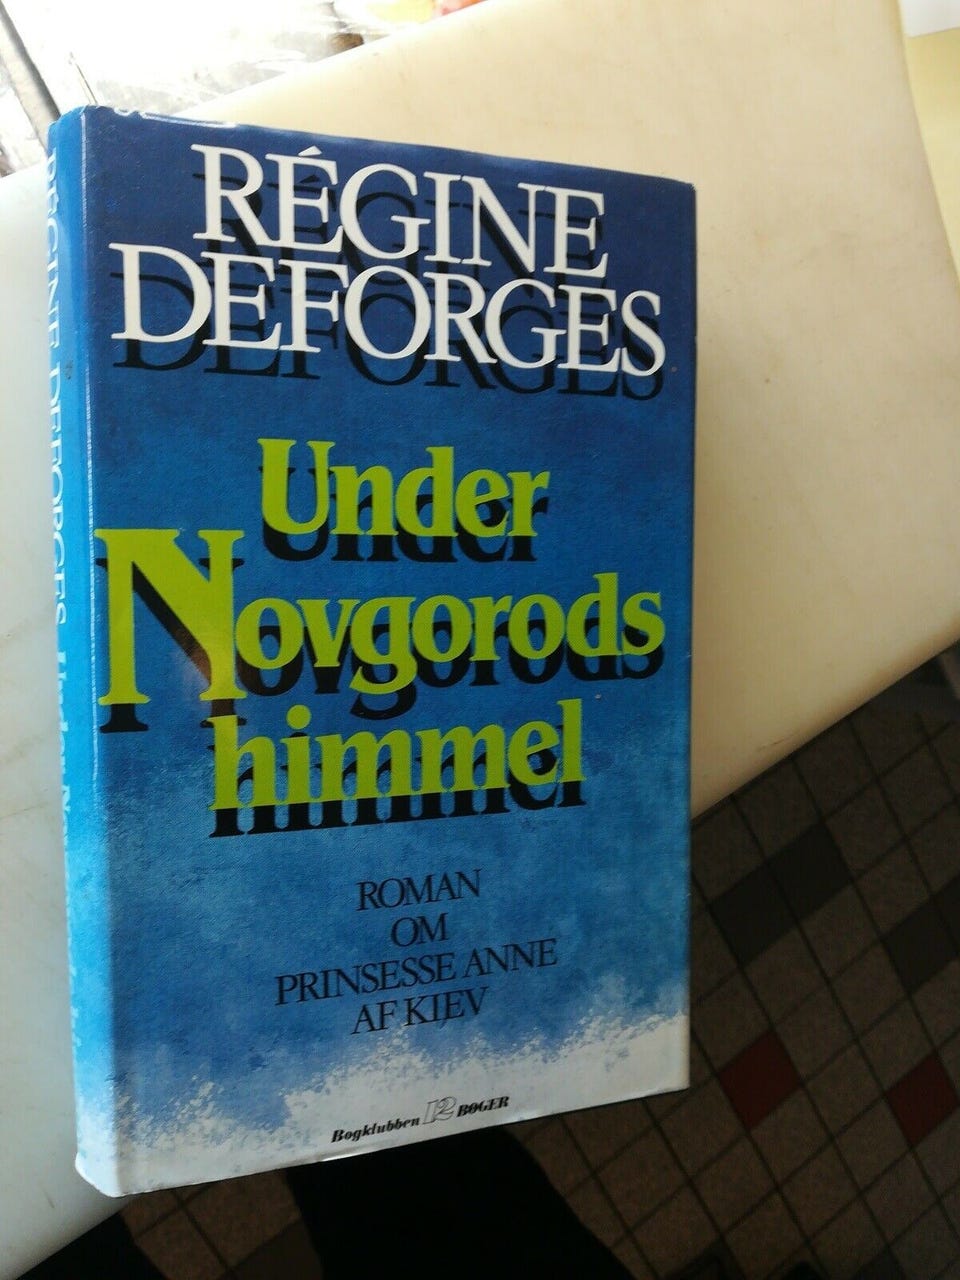 RÉGINE
DEFORGES
Under
Novgorods
himmel
ROMAN
OM
PRINSESSE ANNE
AF KIEV
Bogklubben 12 BØGER
RÉGINE DEFORGES